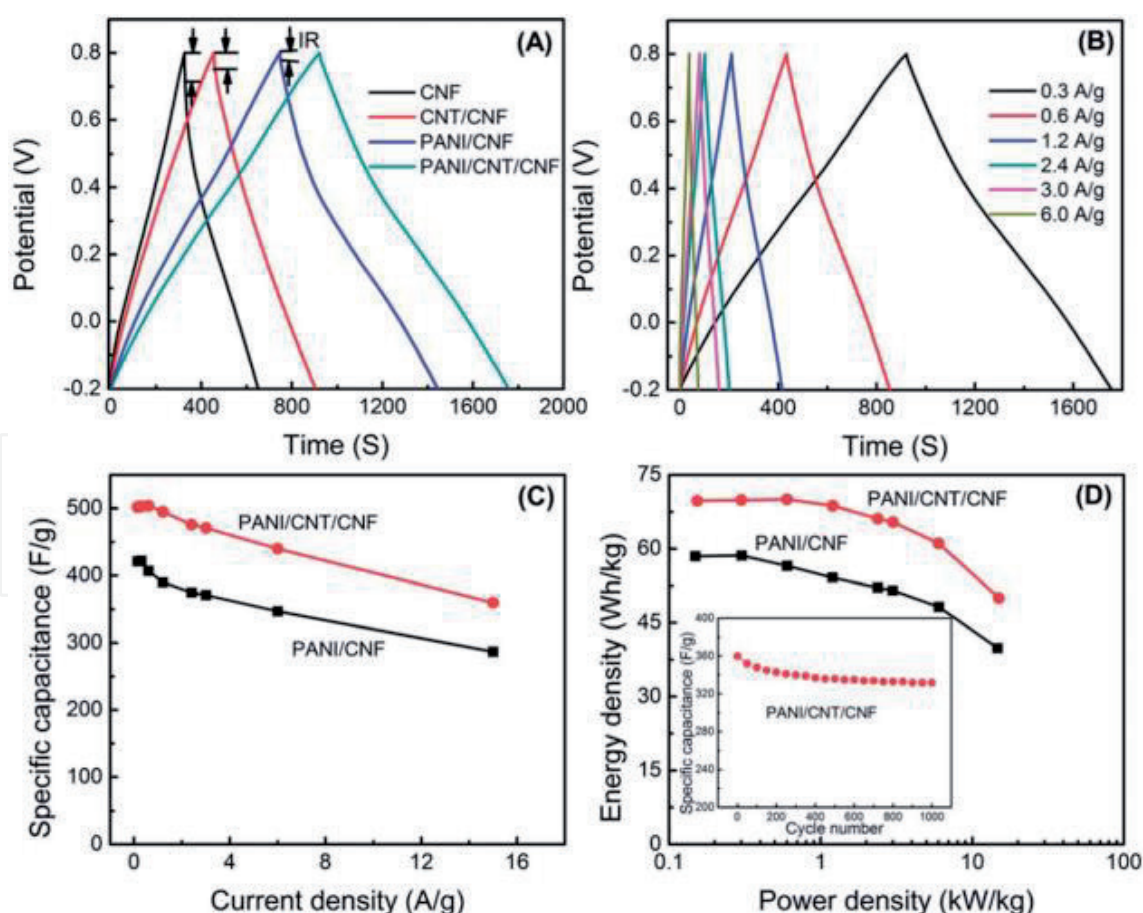 (A)
IR
CNF
CNT/CNF
PANI/CNF
PANI/CNT/CNF
0.8
0.6
0.4
0.2
0.0
-0.2
Potential (V)
0
400
800
1200
1600
2000
Time (S)
(B)
0.3 A/g
0.6 A/g
1.2 A/g
2.4 A/g
3.0 A/g
6.0 A/g
0.8
0.6
0.4
0.2
0.0
-0.2
Potential (V)
0
400
800
1200
1600
Time (S)
(C)
PANI/CNT/CNF
PANI/CNF
500
400
300
200
100
0
Specific capacitance (F/g)
0
4
8
12
16
Current density (A/g)
(D)
PANI/CNT/CNF
PANI/CNF
75
60
45
30
15
0
Energy density (Wh/kg)
400
360
320
280
240
200
Specific capacitance (F/g)
PANI/CNT/CNF
0
200
400
600
800
1000
Cycle number
0.1
1
10
100
Power density (kW/kg)